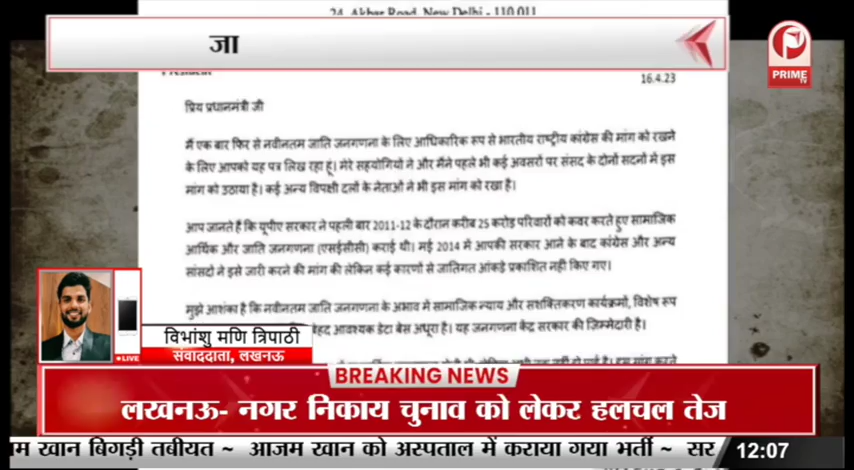 24, Akbar Road, New Delhi - 110 011
जा
PRIME TV
President
16.4.23
प्रिय प्रधानमंत्री जी
मैं एक बार फिर से नवीनतम जाति जनगणना के लिए आधिकारिक रूप से भारतीय राष्ट्रीय कांग्रेस की मांग को रखने
के लिए आपको यह पत्र लिख रहा हूं। मेरे सहयोगियों ने और मैंने पहले भी कई अवसरों पर संसद के दोनों सदनों में इस
मांग को उठाया है। कई अन्य विपक्षी दलों के नेताओं ने भी इस मांग को रखा है।
आप जानते हैं कि यूपीए सरकार ने पहली बार 2011-12 के दौरान करीब 25 करोड़ परिवारों को कवर करते हुए सामाजिक
आर्थिक और जाति जनगणना (एसईसीसी) कराई थी। मई 2014 में आपकी सरकार आने के बाद कांग्रेस और अन्य
सांसदों ने इसे जारी करने की मांग की लेकिन कई कारणों से जातिगत आंकड़े प्रकाशित नहीं किए गए।
मुझे आशंका है कि नवीनतम जाति जनगणना के अभाव में सामाजिक न्याय और सशक्तिकरण कार्यक्रमों, विशेष रूप
बेहद आवश्यक डेटा बेस अधूरा है। यह जनगणना केंद्र सरकार की जिम्मेदारी है।
LIVE
विभांशु मणि त्रिपाठी
संवाददाता, लखनऊ
BREAKING NEWS
लखनऊ- नगर निकाय चुनाव को लेकर हलचल तेज
म खान बिगड़ी तबीयत ~ आजम खान को अस्पताल में कराया गया भर्ती ~ सर
12:07